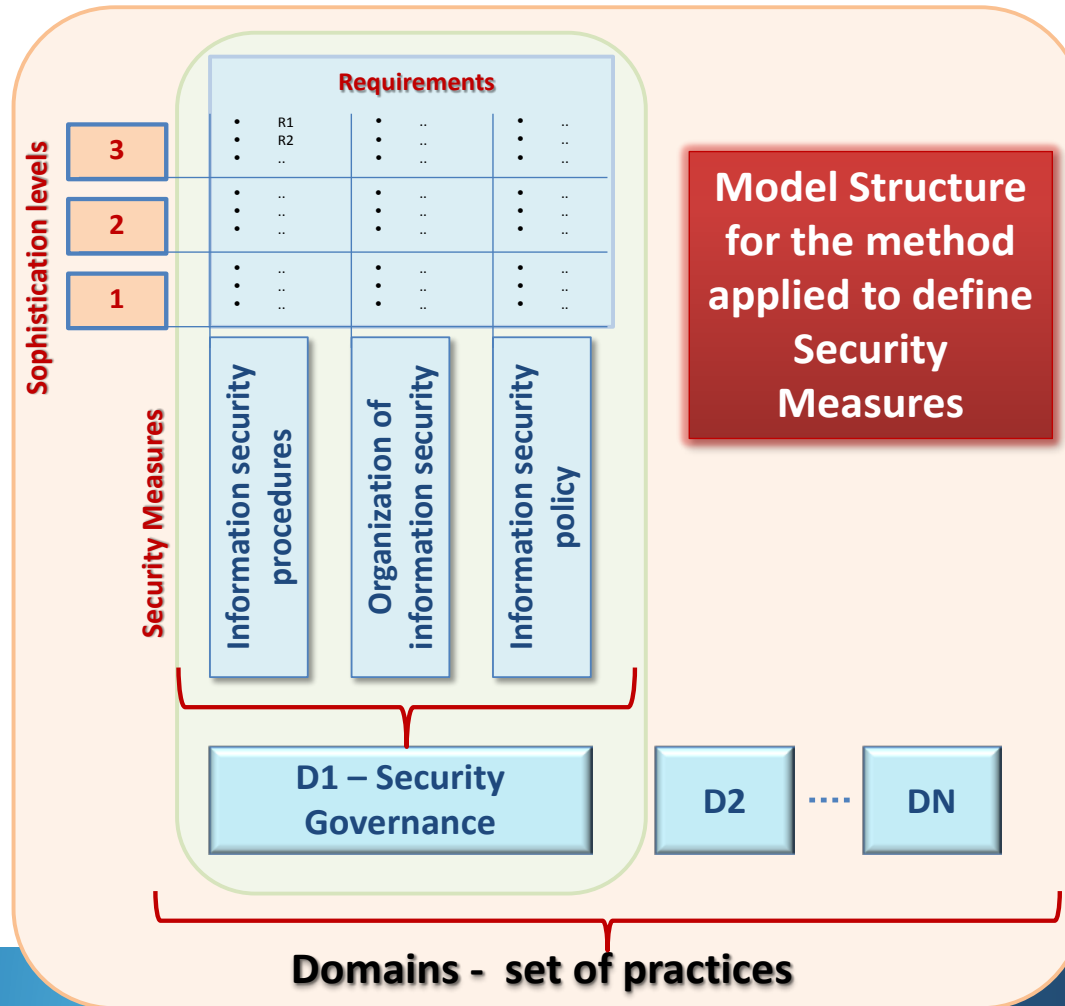 Requirements
Sophistication levels
3
• R1 • .. • ..
• R2 • .. • ..
• .. • .. • ..
2
• .. • .. • ..
• .. • .. • ..
• .. • .. • ..
1
• .. • .. • ..
• .. • .. • ..
• .. • .. • ..
Model Structure
for the method
applied to define
Security
Measures
Security Measures
Information security
procedures
Organization of
information security
Information security
policy
D1 – Security
Governance
D2
....
DN
Domains - set of practices